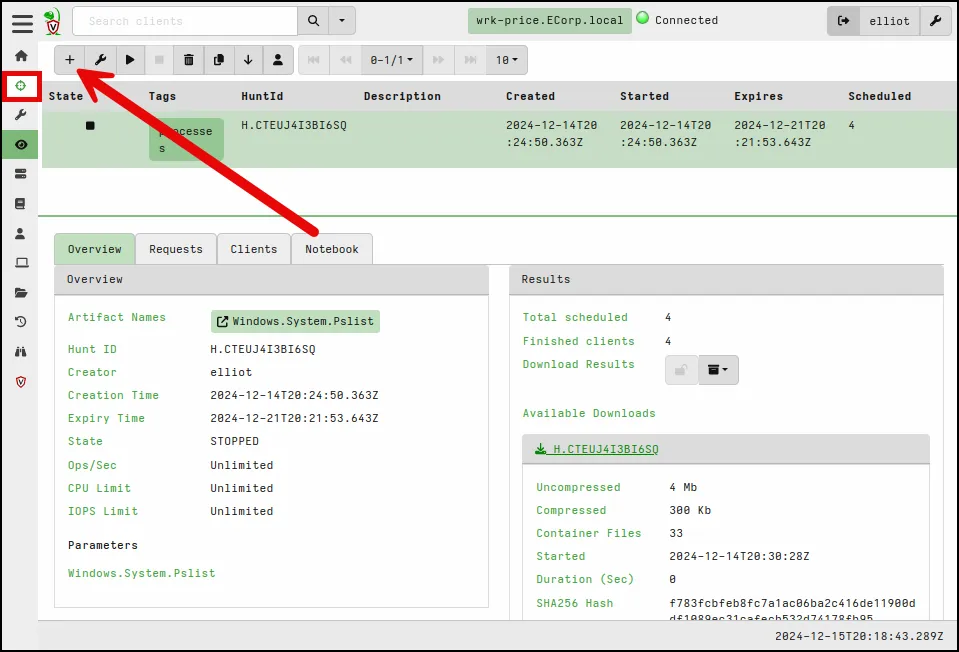 Search clients
wrk-price.ECorp.local
Connected
elliot
0-1/1
10
State Tags HuntId Description Created Started Expires Scheduled
processe
s
H.CTEUJ4I3BI6SQ
2024-12-14T20
:24:50.363Z
2024-12-14T20
:24:50.363Z
2024-12-21T20
:21:53.643Z
4
Overview Requests Clients Notebook
Overview
Artifact Names Windows.System.Pslist
Hunt ID H.CTEUJ4I3BI6SQ
Creator elliot
Creation Time 2024-12-14T20:24:50.363Z
Expiry Time 2024-12-21T20:21:53.643Z
State STOPPED
Ops/Sec Unlimited
CPU Limit Unlimited
IOPS Limit Unlimited
Parameters
Windows.System.Pslist
Results
Total scheduled 4
Finished clients 4
Download Results
Available Downloads
H.CTEUJ4I3BI6SQ
Uncompressed 4 Mb
Compressed 300 Kb
Container Files 33
Started 2024-12-14T20:30:28Z
Duration (Sec) 0
SHA256 Hash f783fcbfeb8fc7a1ac06ba2c416de11900d
2024-12-15T20:18:43.289Z